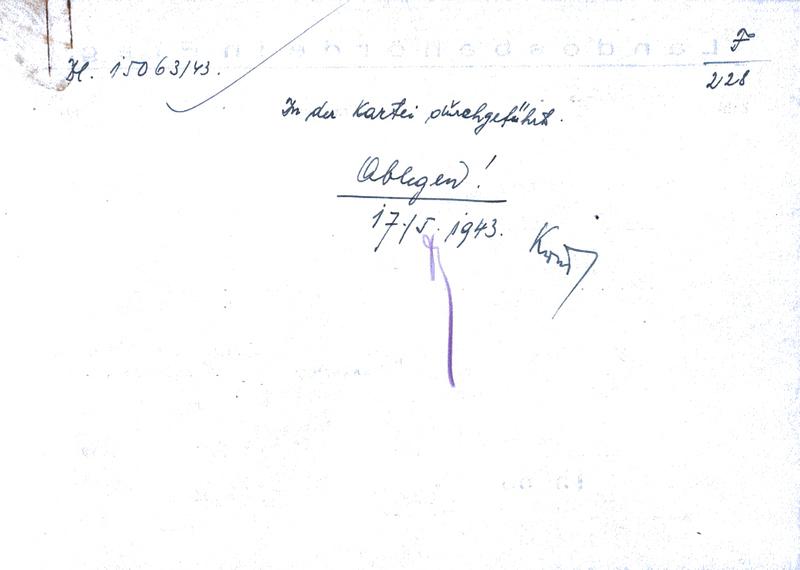 H. 15063/43.
F
228
In der Kartei durchgeführt.
Ablegen!
17./5. 1943.